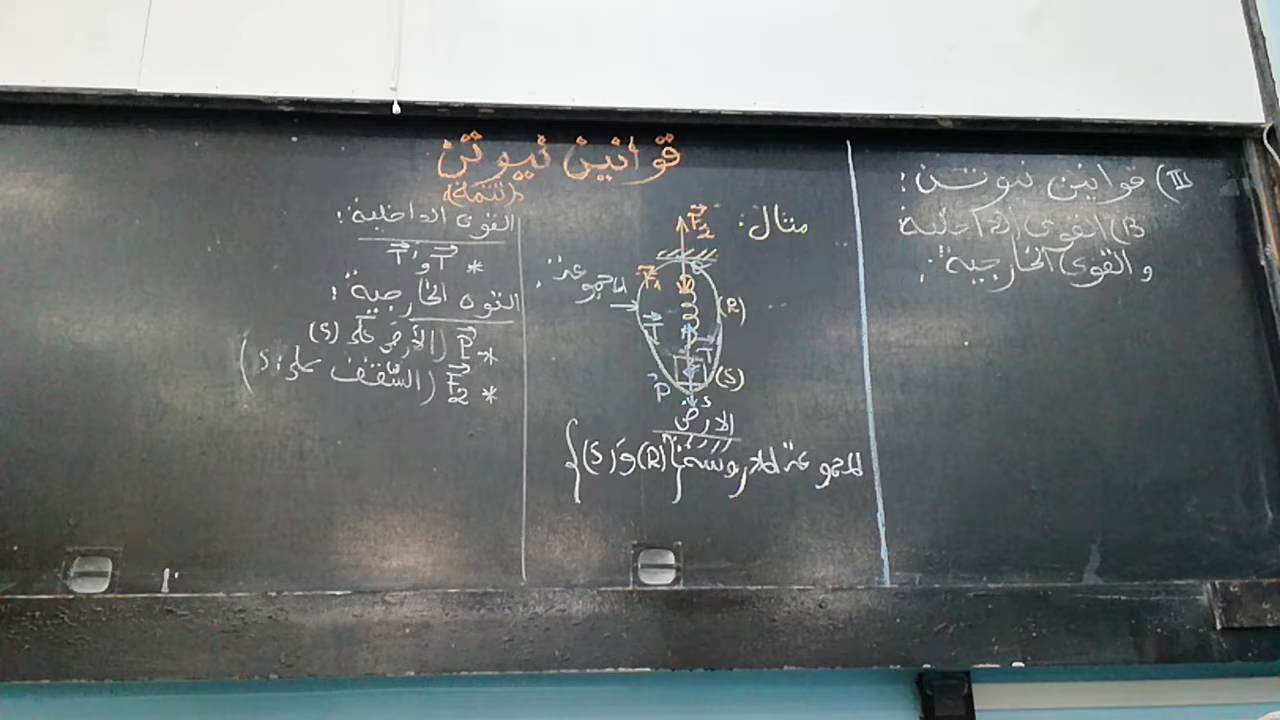 قوانين نيوتن
(تتمة)
III) قوانين نيوتن:
B) القوى الداخلية
و القوى الخارجية:
مثال:
F₂
المجموعة:
F₁
(R)
T
T
P
(S)
الأرض
المجموعة المدروسة {(R) و (S)}
القوى الداخلية:
* T و T
القوى الخارجية:
* P (الأرض على (S)
* F₂ (السقف على S)